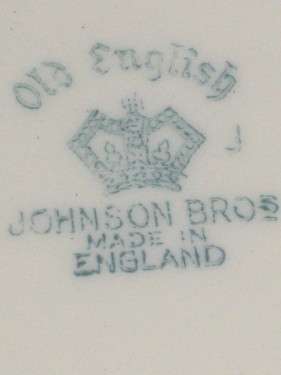 Old English
J
JOHNSON BROS
MADE IN
ENGLAND